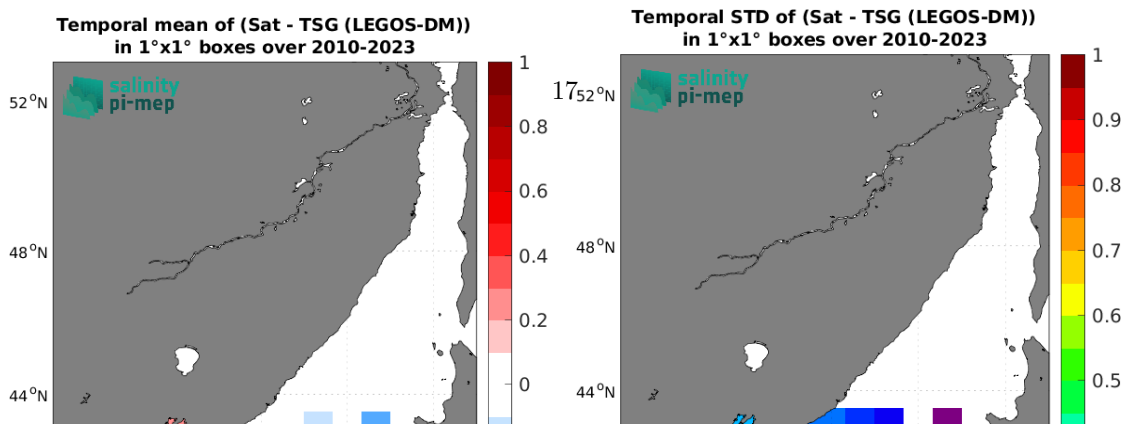 Temporal mean of (Sat - TSG (LEGOS-DM))
in 1°x1° boxes over 2010-2023
salinity
pi-mep
52°N
48°N
44°N
1
0.8
0.6
0.4
0.2
0
17
Temporal STD of (Sat - TSG (LEGOS-DM))
in 1°x1° boxes over 2010-2023
salinity
pi-mep
52°N
48°N
44°N
1
0.9
0.8
0.7
0.6
0.5